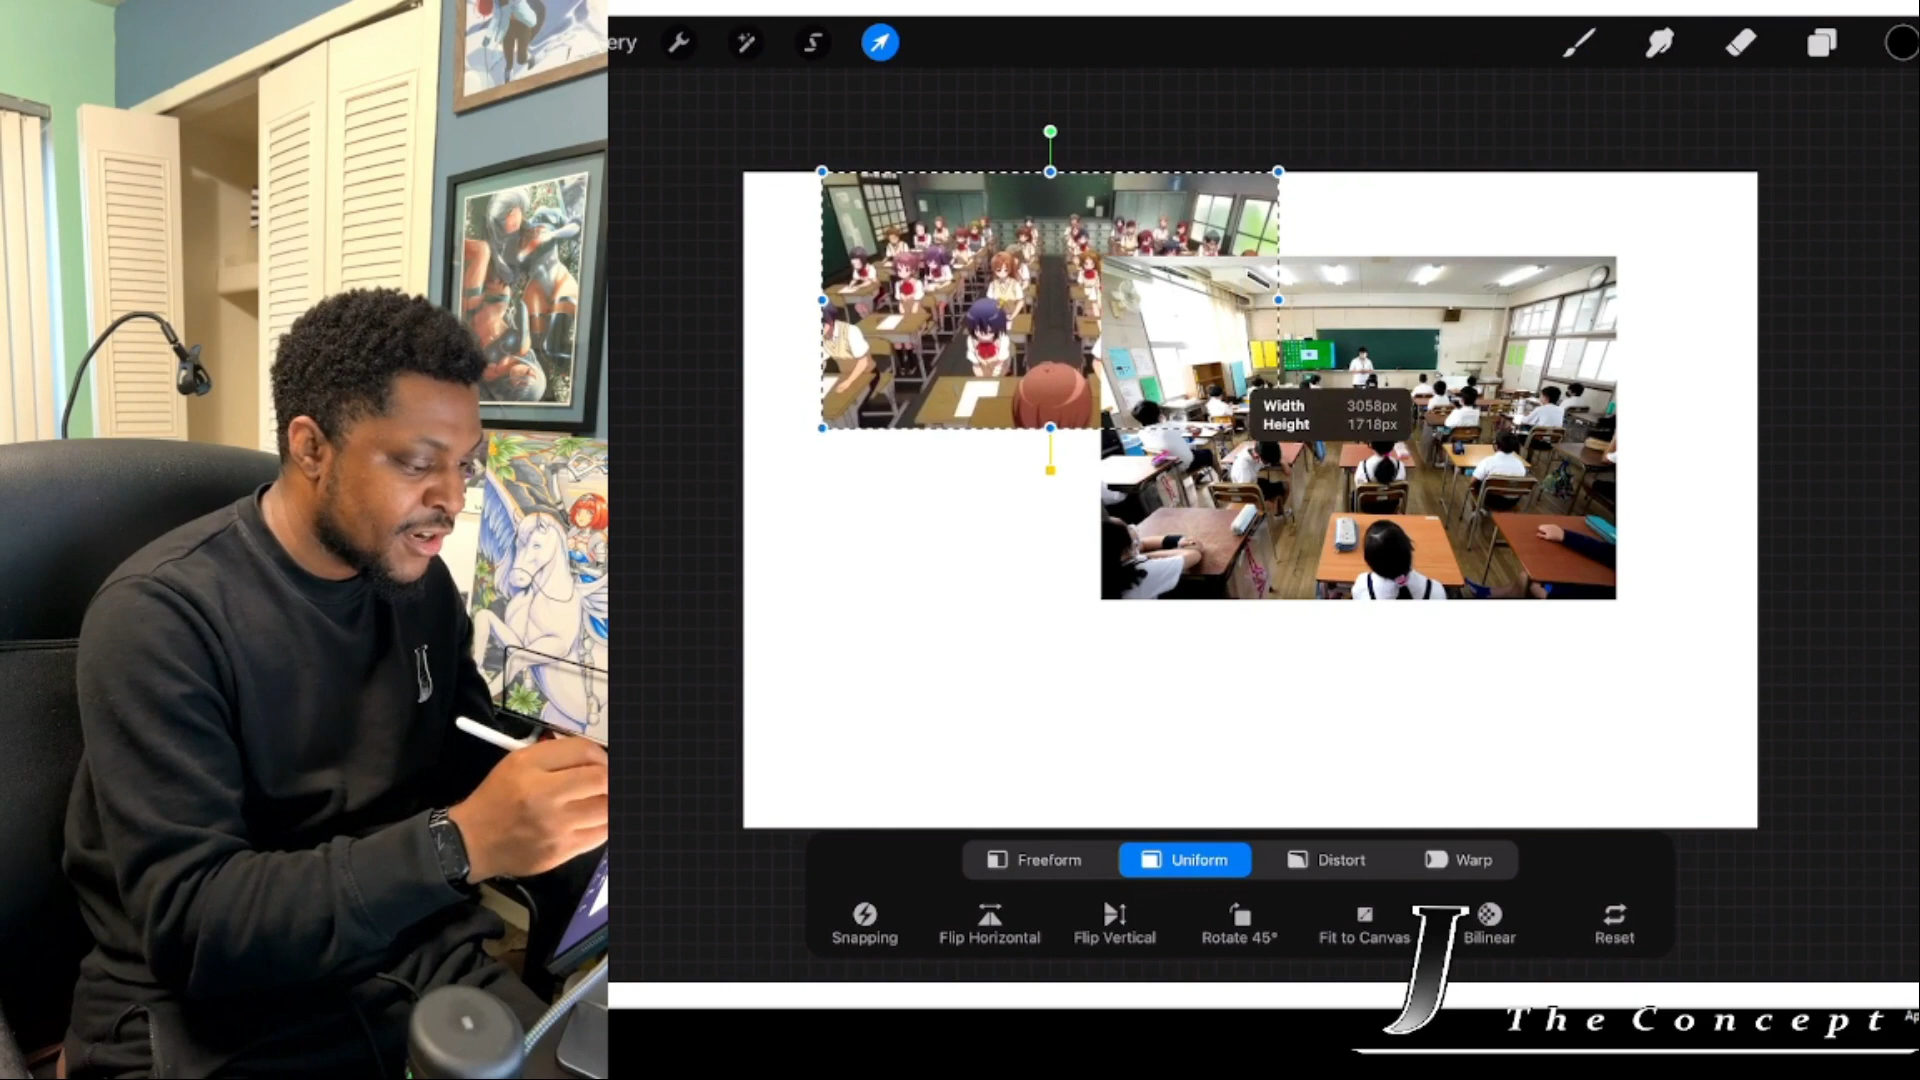 ery
Width 3058px
Height 1718px
Freeform Uniform Distort Warp
Snapping Flip Horizontal Flip Vertical Rotate 45° Fit to Canvas Bilinear Reset
J The Concept
Ap